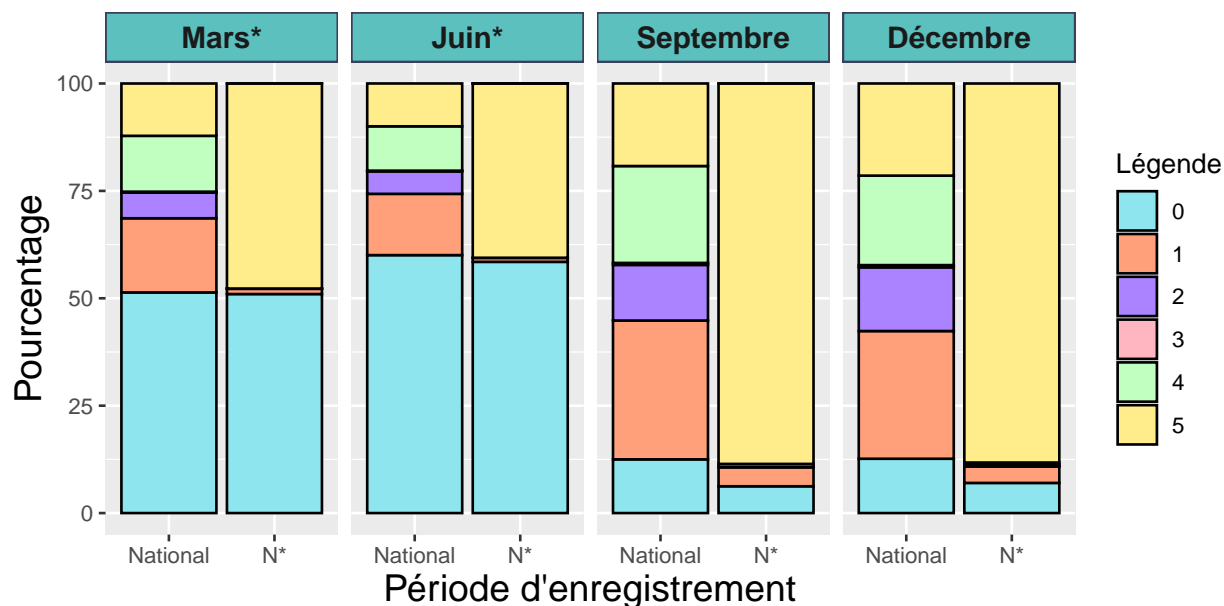 Mars* Juin* Septembre Décembre
100
75
50
25
0
Pourcentage
National N* National N* National N* National N*
Période d'enregistrement
Légende
0
1
2
3
4
5